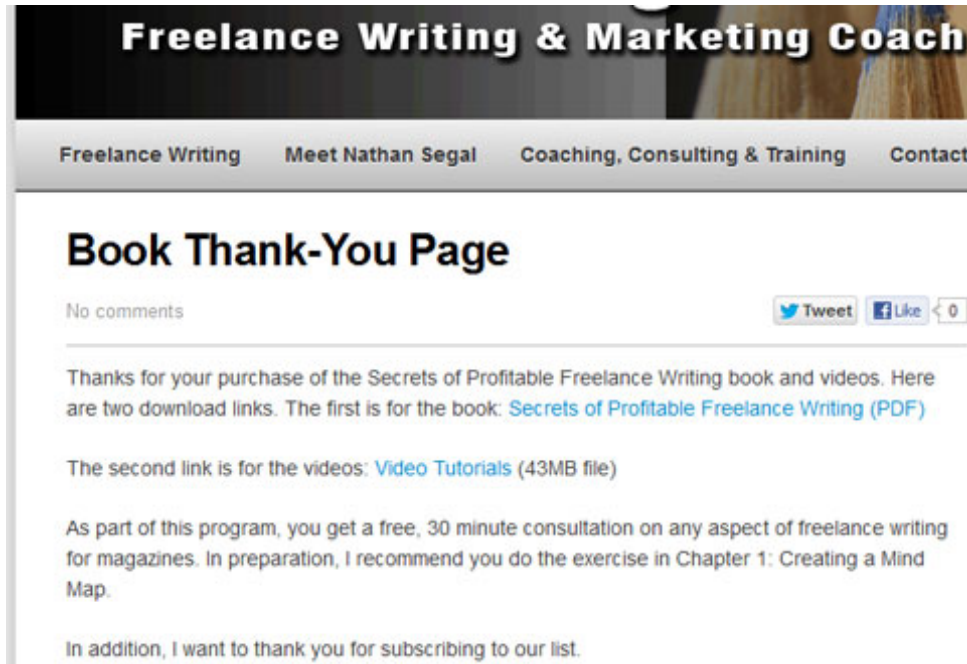 Freelance Writing & Marketing Coach
Freelance Writing Meet Nathan Segal Coaching, Consulting & Training Contact
Book Thank-You Page
No comments Tweet Like 0
Thanks for your purchase of the Secrets of Profitable Freelance Writing book and videos. Here
are two download links. The first is for the book: Secrets of Profitable Freelance Writing (PDF)
The second link is for the videos: Video Tutorials (43MB file)
As part of this program, you get a free, 30 minute consultation on any aspect of freelance writing
for magazines. In preparation, I recommend you do the exercise in Chapter 1: Creating a Mind
Map.
In addition, I want to thank you for subscribing to our list.